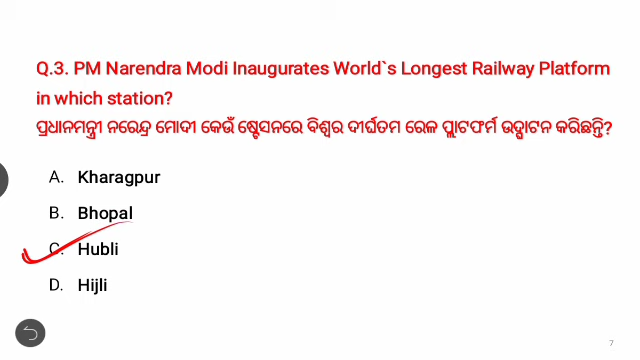 Q.3. PM Narendra Modi Inaugurates World`s Longest Railway Platform
in which station?
ପ୍ରଧାନମନ୍ତ୍ରୀ ନରେନ୍ଦ୍ର ମୋଦୀ କେଉଁ ଷ୍ଟେସନରେ ବିଶ୍ୱର ଦୀର୍ଘତମ ରେଳ ପ୍ଲାଟଫର୍ମ ଉଦ୍ଘାଟନ କରିଛନ୍ତି?
A. Kharagpur
B. Bhopal
C. Hubli
D. Hijli
7